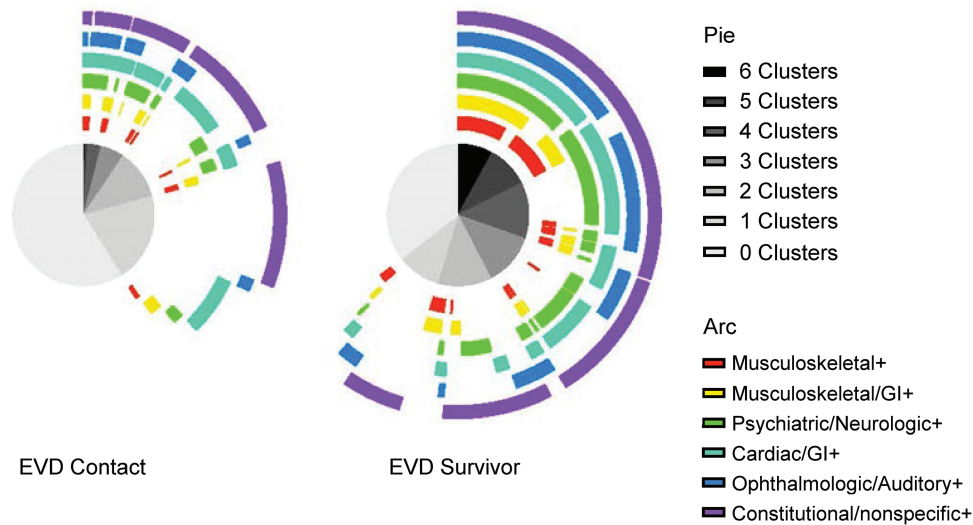 Pie
6 Clusters
5 Clusters
4 Clusters
3 Clusters
2 Clusters
1 Clusters
0 Clusters
Arc
Musculoskeletal+
Musculoskeletal/GI+
Psychiatric/Neurologic+
Cardiac/GI+
Ophthalmologic/Auditory+
Constitutional/nonspecific+
EVD Contact
EVD Survivor